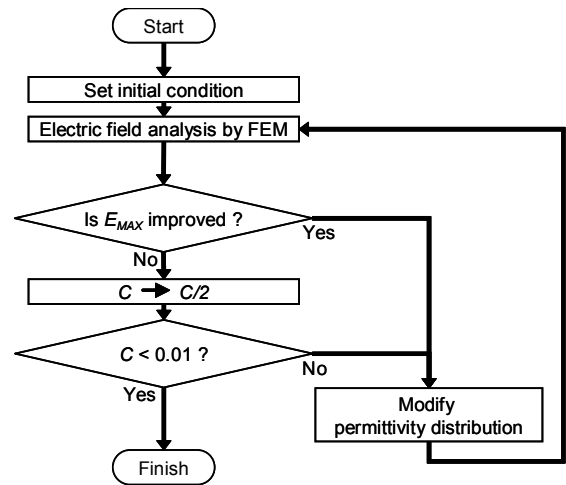 Start
Set initial condition
Electric field analysis by FEM
Is E_MAX improved ?
Yes
No
C → C/2
C < 0.01 ?
No
Yes
Modify
permittivity distribution
Finish